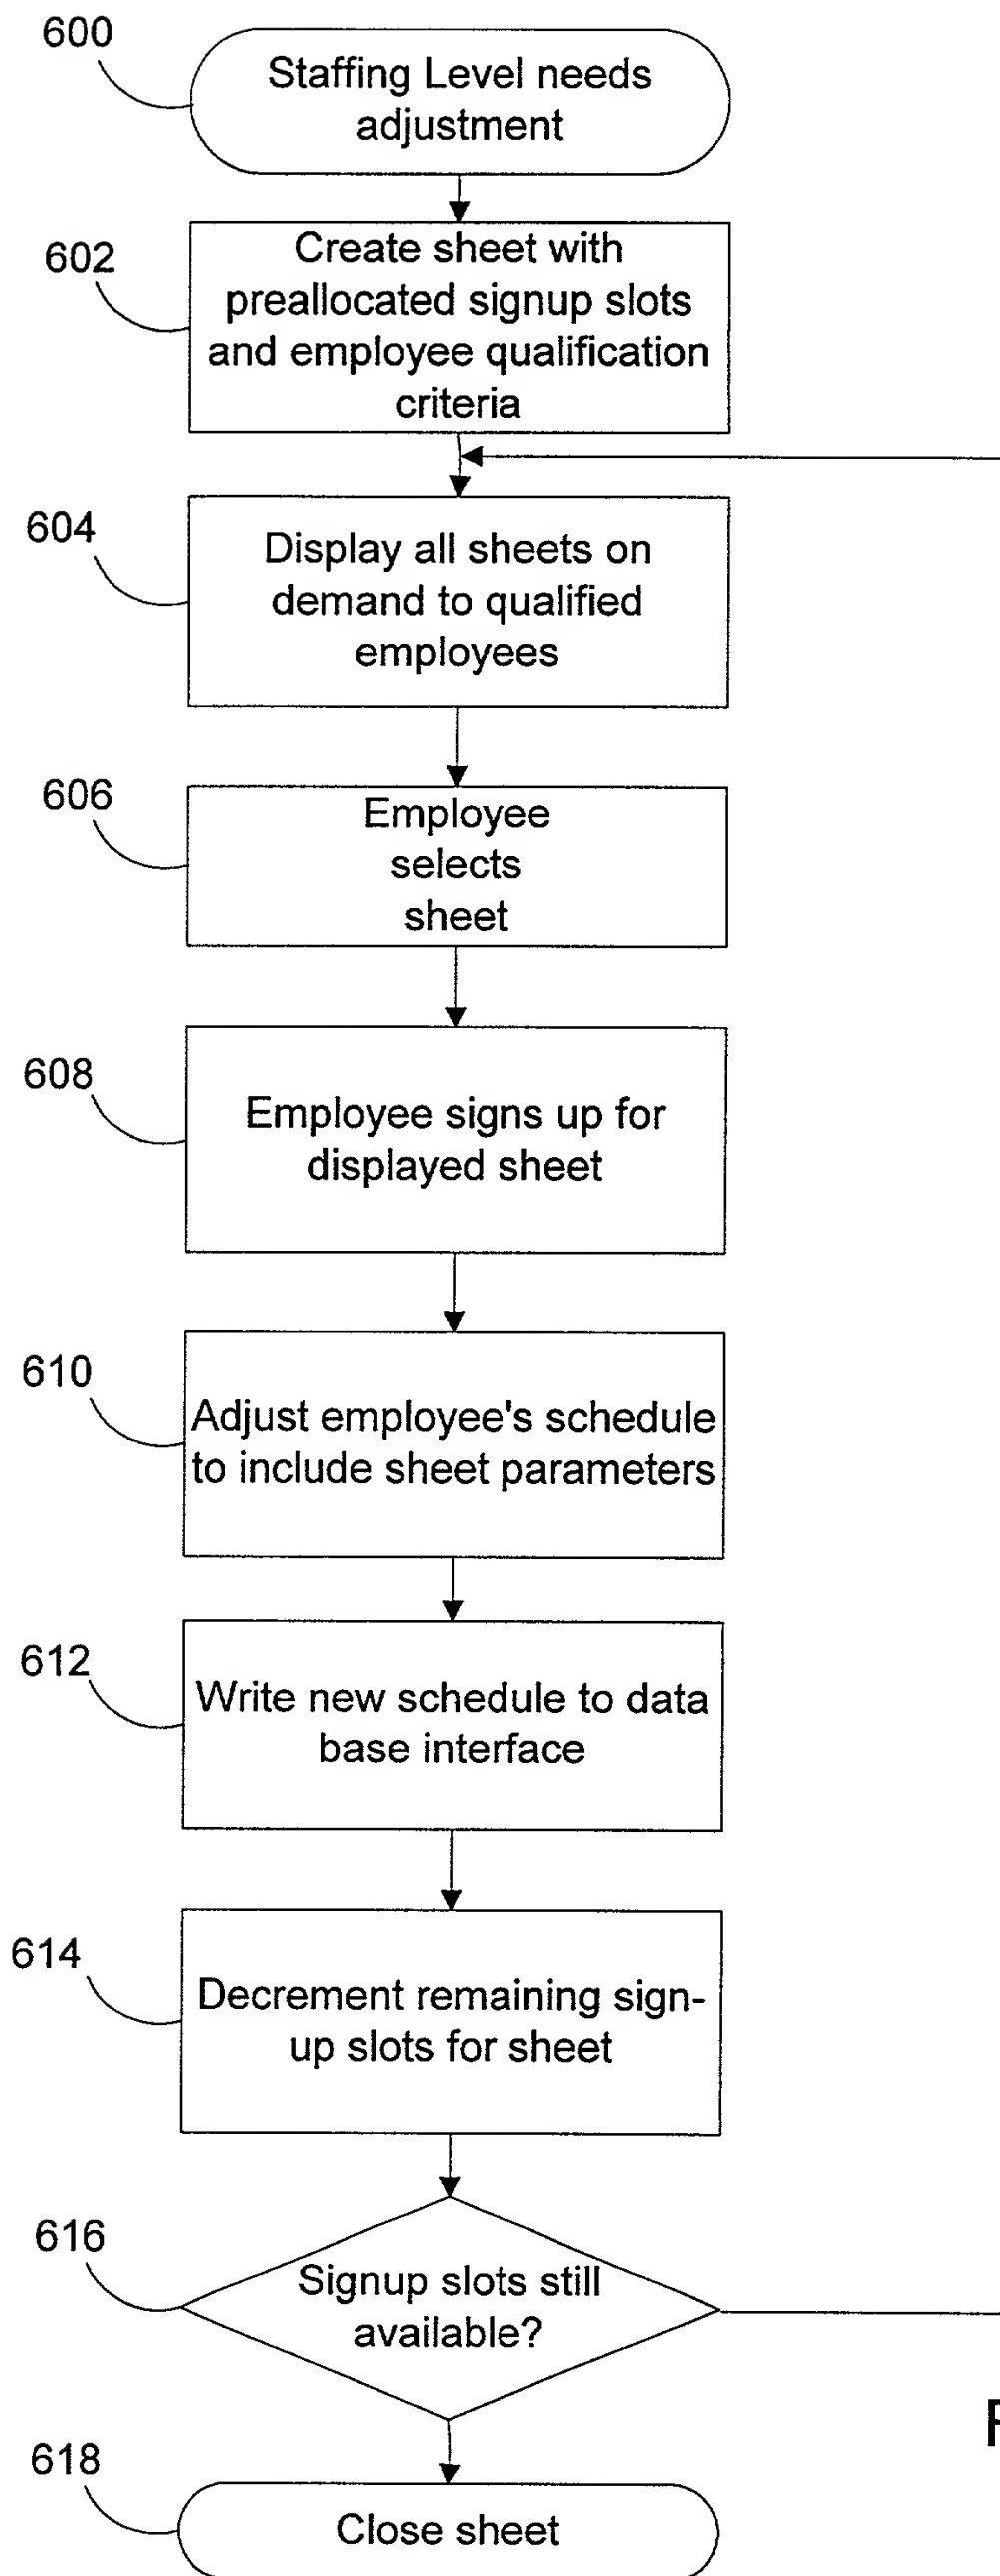 600
Staffing Level needs
adjustment
602
Create sheet with
preallocated signup slots
and employee qualification
criteria
604
Display all sheets on
demand to qualified
employees
606
Employee
selects
sheet
608
Employee signs up for
displayed sheet
610
Adjust employee's schedule
to include sheet parameters
612
Write new schedule to data
base interface
614
Decrement remaining sign-
up slots for sheet
616
Signup slots still
available?
618
Close sheet